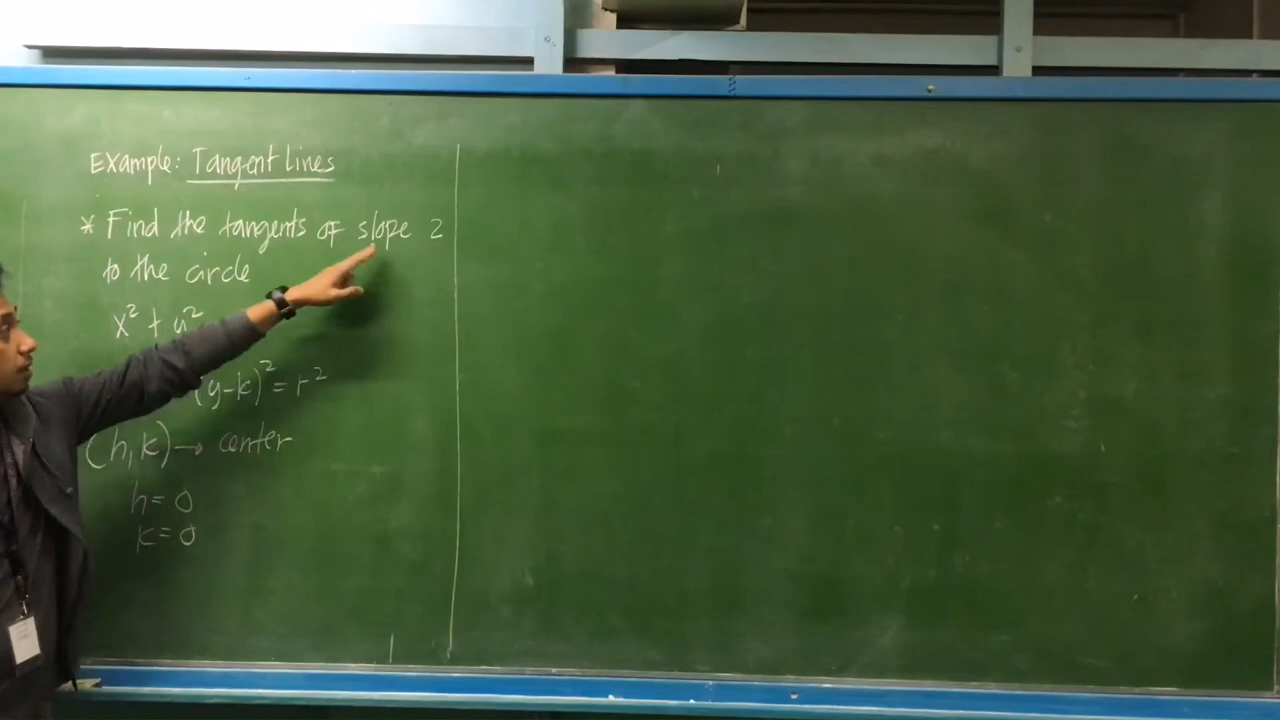 Example: Tangent Lines
* Find the tangents of slope 2
to the circle
x² + y²
(y-k)² = r²
(h,k) → center
h = 0
k = 0